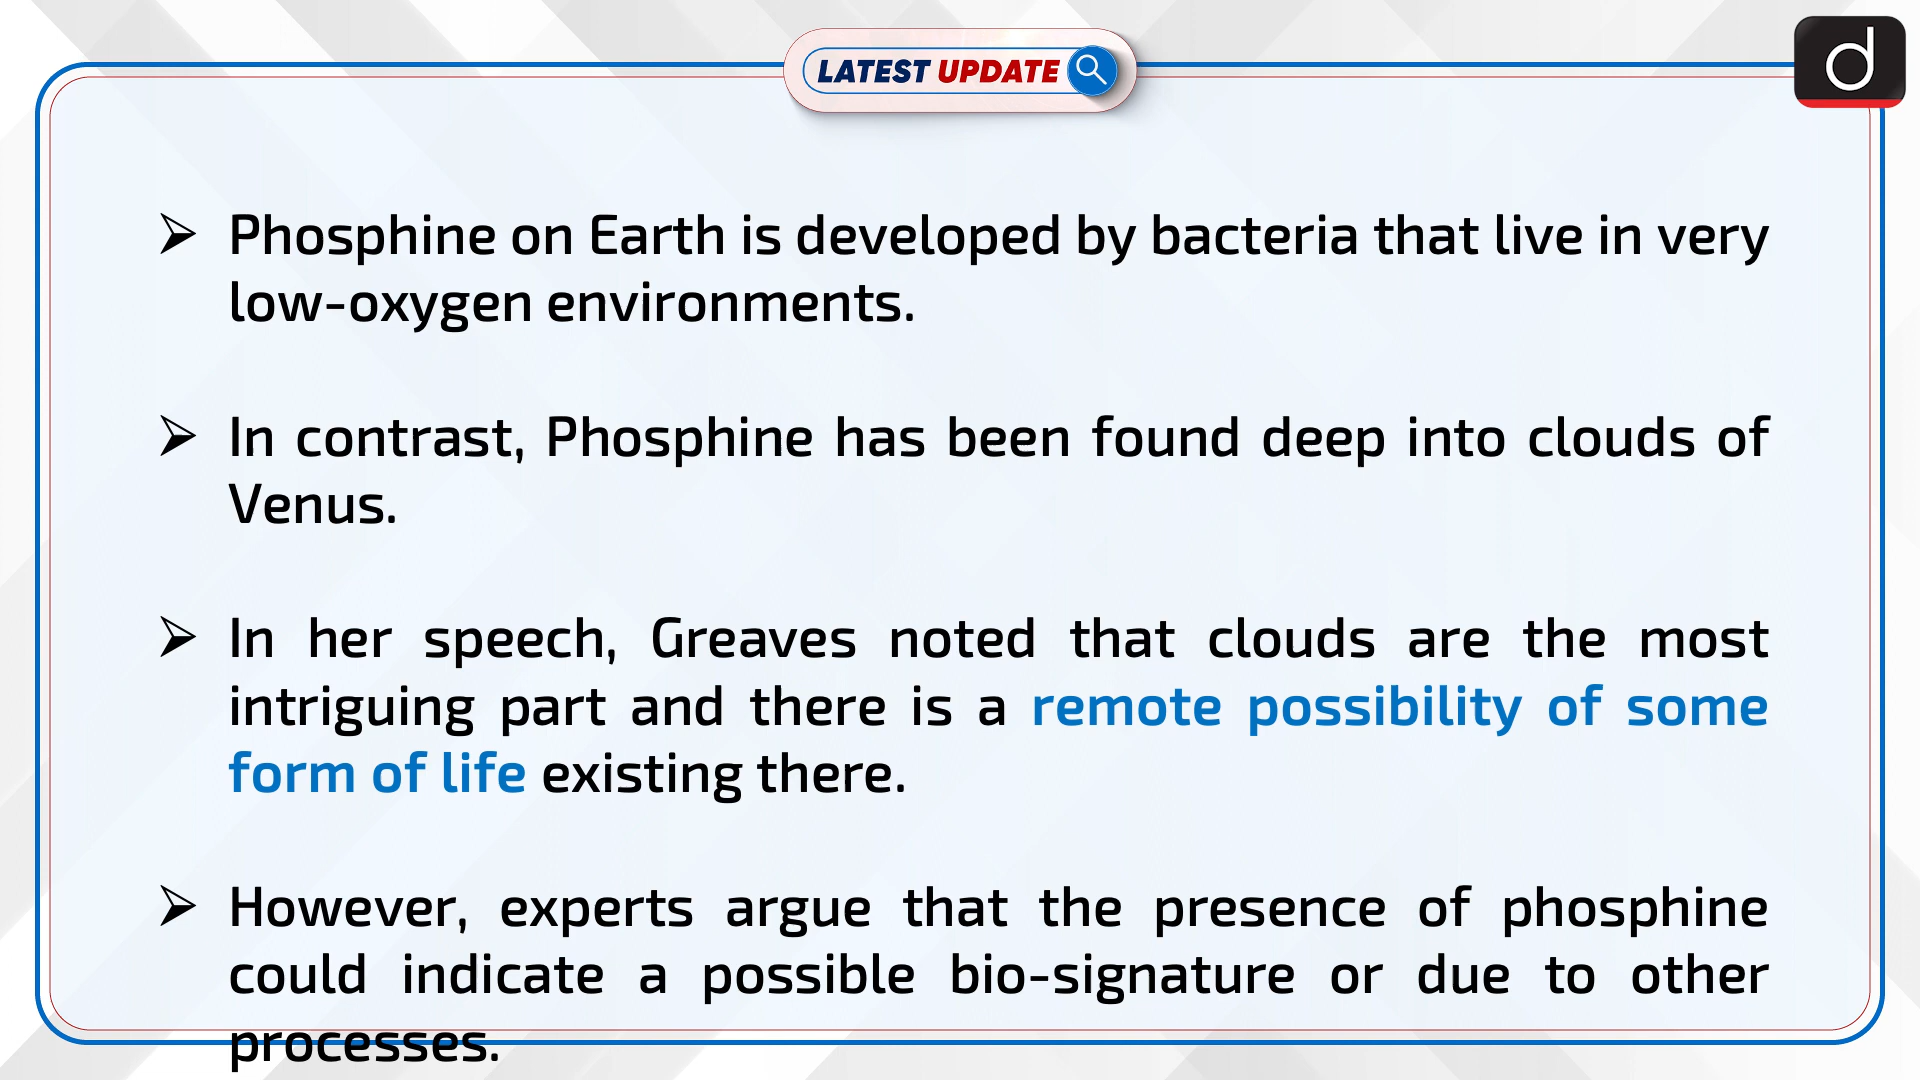 LATEST UPDATE
d
➢ Phosphine on Earth is developed by bacteria that live in very
low-oxygen environments.
➢ In contrast, Phosphine has been found deep into clouds of
Venus.
➢ In her speech, Greaves noted that clouds are the most
intriguing part and there is a remote possibility of some
form of life existing there.
➢ However, experts argue that the presence of phosphine
could indicate a possible bio-signature or due to other
processes.